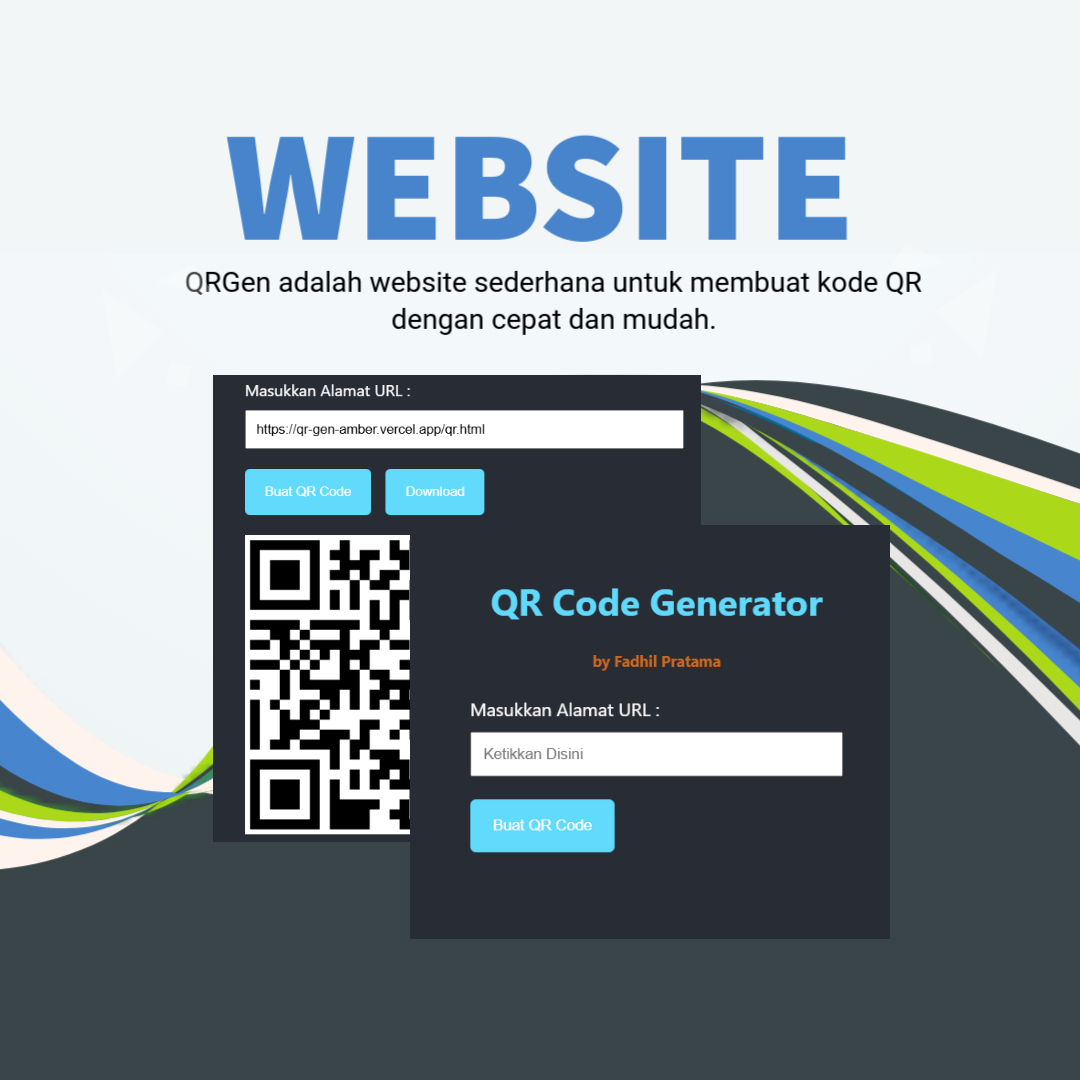 WEBSITE
QRGen adalah website sederhana untuk membuat kode QR
dengan cepat dan mudah.
Masukkan Alamat URL :
https://qr-gen-amber.vercel.app/qr.html
Buat QR Code
Download
QR Code Generator
by Fadhil Pratama
Masukkan Alamat URL :
Ketikkan Disini
Buat QR Code